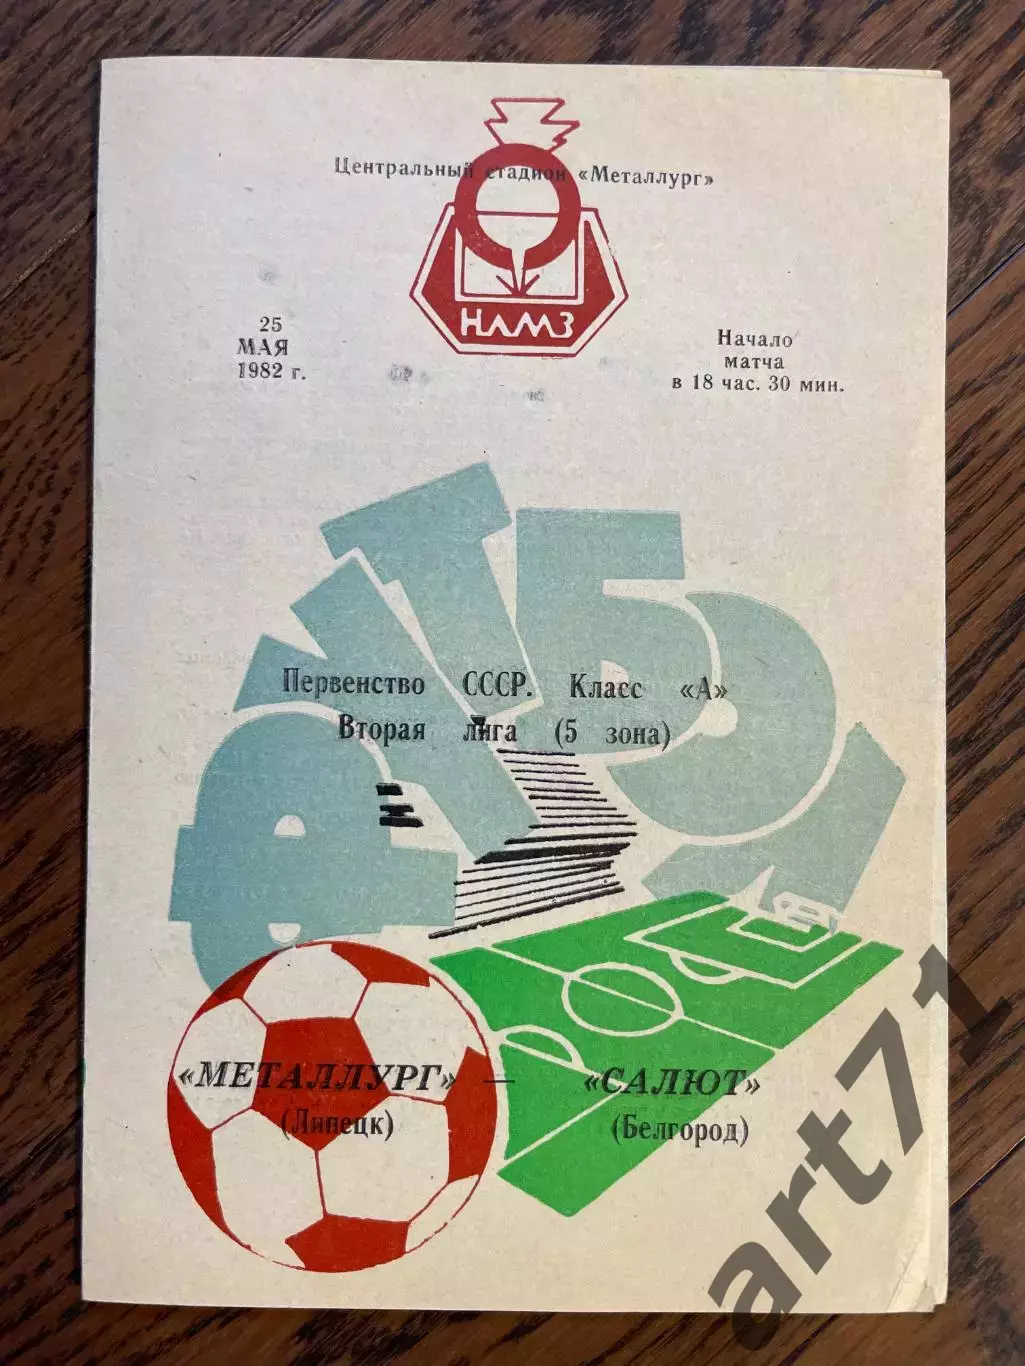 Центральный стадион «Металлург»
НЛМЗ
25
МАЯ
1982 г.
Начало
матча
в 18 час. 30 мин.
ФУТБОЛ
Первенство СССР. Класс «А»
Вторая лига (5 зона)
«МЕТАЛЛУРГ» — «САЛЮТ»
(Липецк)
(Белгород)
art71